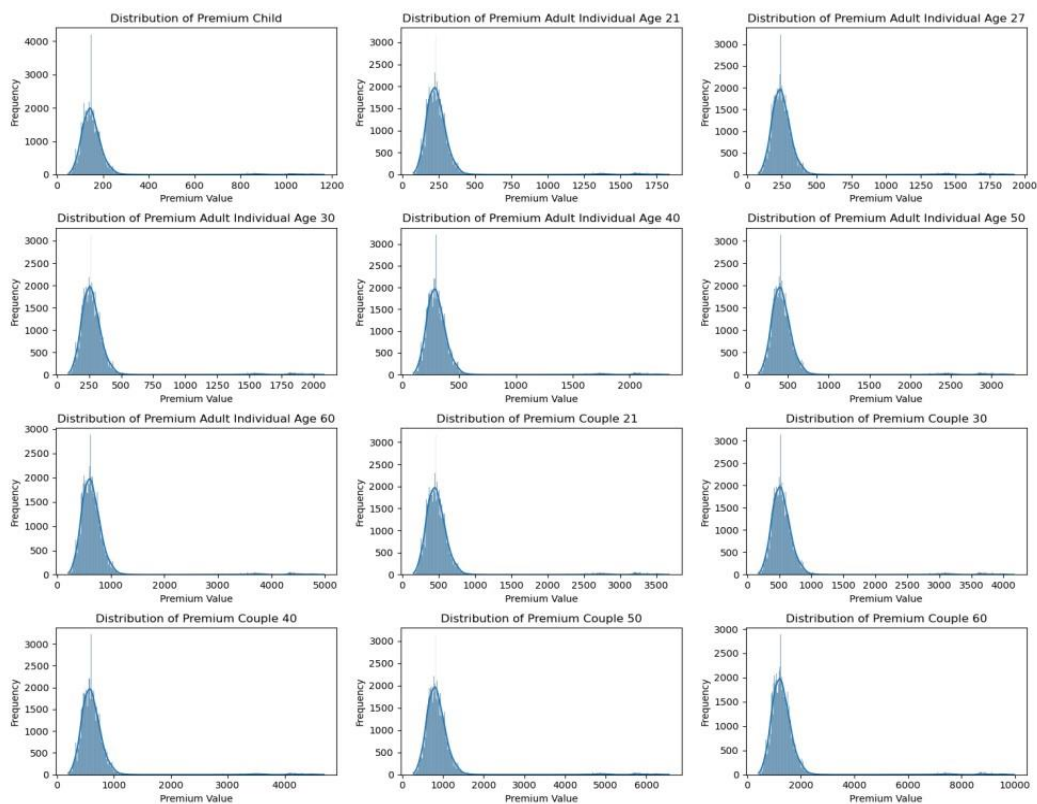 Distribution of Premium Child
Frequency
4000
3000
2000
1000
0
0 200 400 600 800 1000 1200
Premium Value
Distribution of Premium Adult Individual Age 21
Frequency
3000
2500
2000
1500
1000
500
0
0 250 500 750 1000 1250 1500 1750
Premium Value
Distribution of Premium Adult Individual Age 27
Frequency
3000
2500
2000
1500
1000
500
0
0 250 500 750 1000 1250 1500 1750 2000
Premium Value
Distribution of Premium Adult Individual Age 30
Frequency
3000
2500
2000
1500
1000
500
0
0 250 500 750 1000 1250 1500 1750 2000
Premium Value
Distribution of Premium Adult Individual Age 40
Frequency
3000
2500
2000
1500
1000
500
0
0 500 1000 1500 2000
Premium Value
Distribution of Premium Adult Individual Age 50
Frequency
3000
2500
2000
1500
1000
500
0
0 500 1000 1500 2000 2500 3000
Premium Value
Distribution of Premium Adult Individual Age 60
Frequency
3000
2500
2000
1500
1000
500
0
0 1000 2000 3000 4000 5000
Premium Value
Distribution of Premium Couple 21
Frequency
3000
2500
2000
1500
1000
500
0
0 500 1000 1500 2000 2500 3000 3500
Premium Value
Distribution of Premium Couple 30
Frequency
3000
2500
2000
1500
1000
500
0
0 500 1000 1500 2000 2500 3000 3500 4000
Premium Value
Distribution of Premium Couple 40
Frequency
3000
2500
2000
1500
1000
500
0
0 1000 2000 3000 4000
Premium Value
Distribution of Premium Couple 50
Frequency
3000
2500
2000
1500
1000
500
0
0 1000 2000 3000 4000 5000 6000
Premium Value
Distribution of Premium Couple 60
Frequency
3000
2500
2000
1500
1000
500
0
0 2000 4000 6000 8000 10000
Premium Value